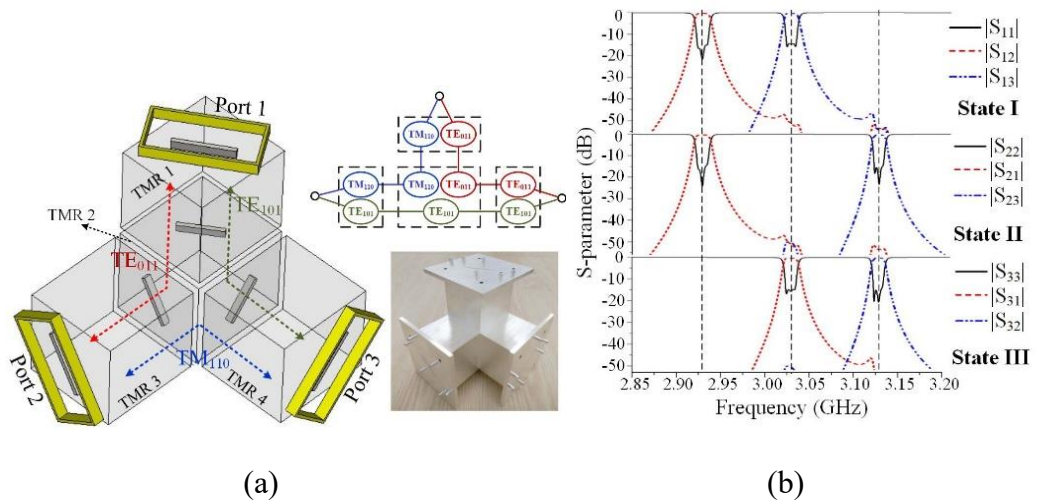 (a)
Port 1
TMR 1
TE101
TMR 2
TE011
Port 2
TM110
TMR 3
TMR 4
Port 3
TM110
TE011
TM110
TM110
TE011
TE011
TE101
TE101
TE101
(b)
S-parameter (dB)
0
-10
-20
-30
-40
-50
0
-10
-20
-30
-40
-50
0
-10
-20
-30
-40
-50
2.85 2.90 2.95 3.00 3.05 3.10 3.15 3.20
Frequency (GHz)
|S11|
|S12|
|S13|
State I
|S22|
|S21|
|S23|
State II
|S33|
|S31|
|S32|
State III
(a)
(b)